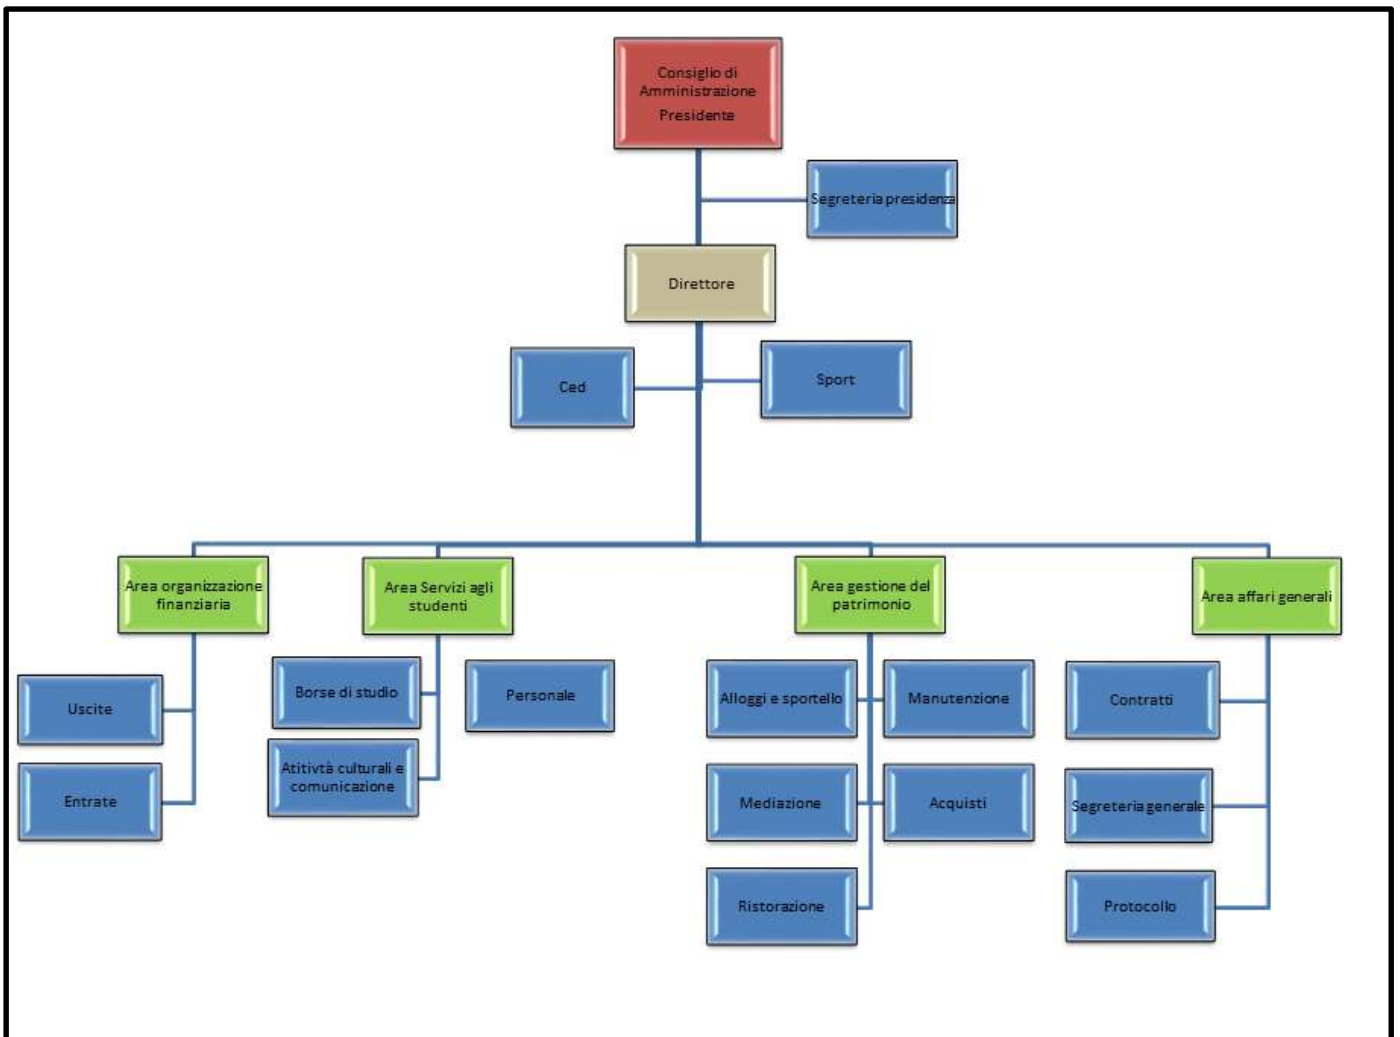 Consiglio di
Amministrazione
Presidente
Segreteria presidenza
Direttore
Ced
Sport
Area organizzazione
finanziaria
Area Servizi agli
studenti
Area gestione del
patrimonio
Area affari generali
Uscite
Entrate
Borse di studio
Personale
Atitivtà culturali e
comunicazione
Alloggi e sportello
Manutenzione
Mediazione
Acquisti
Ristorazione
Contratti
Segreteria generale
Protocollo